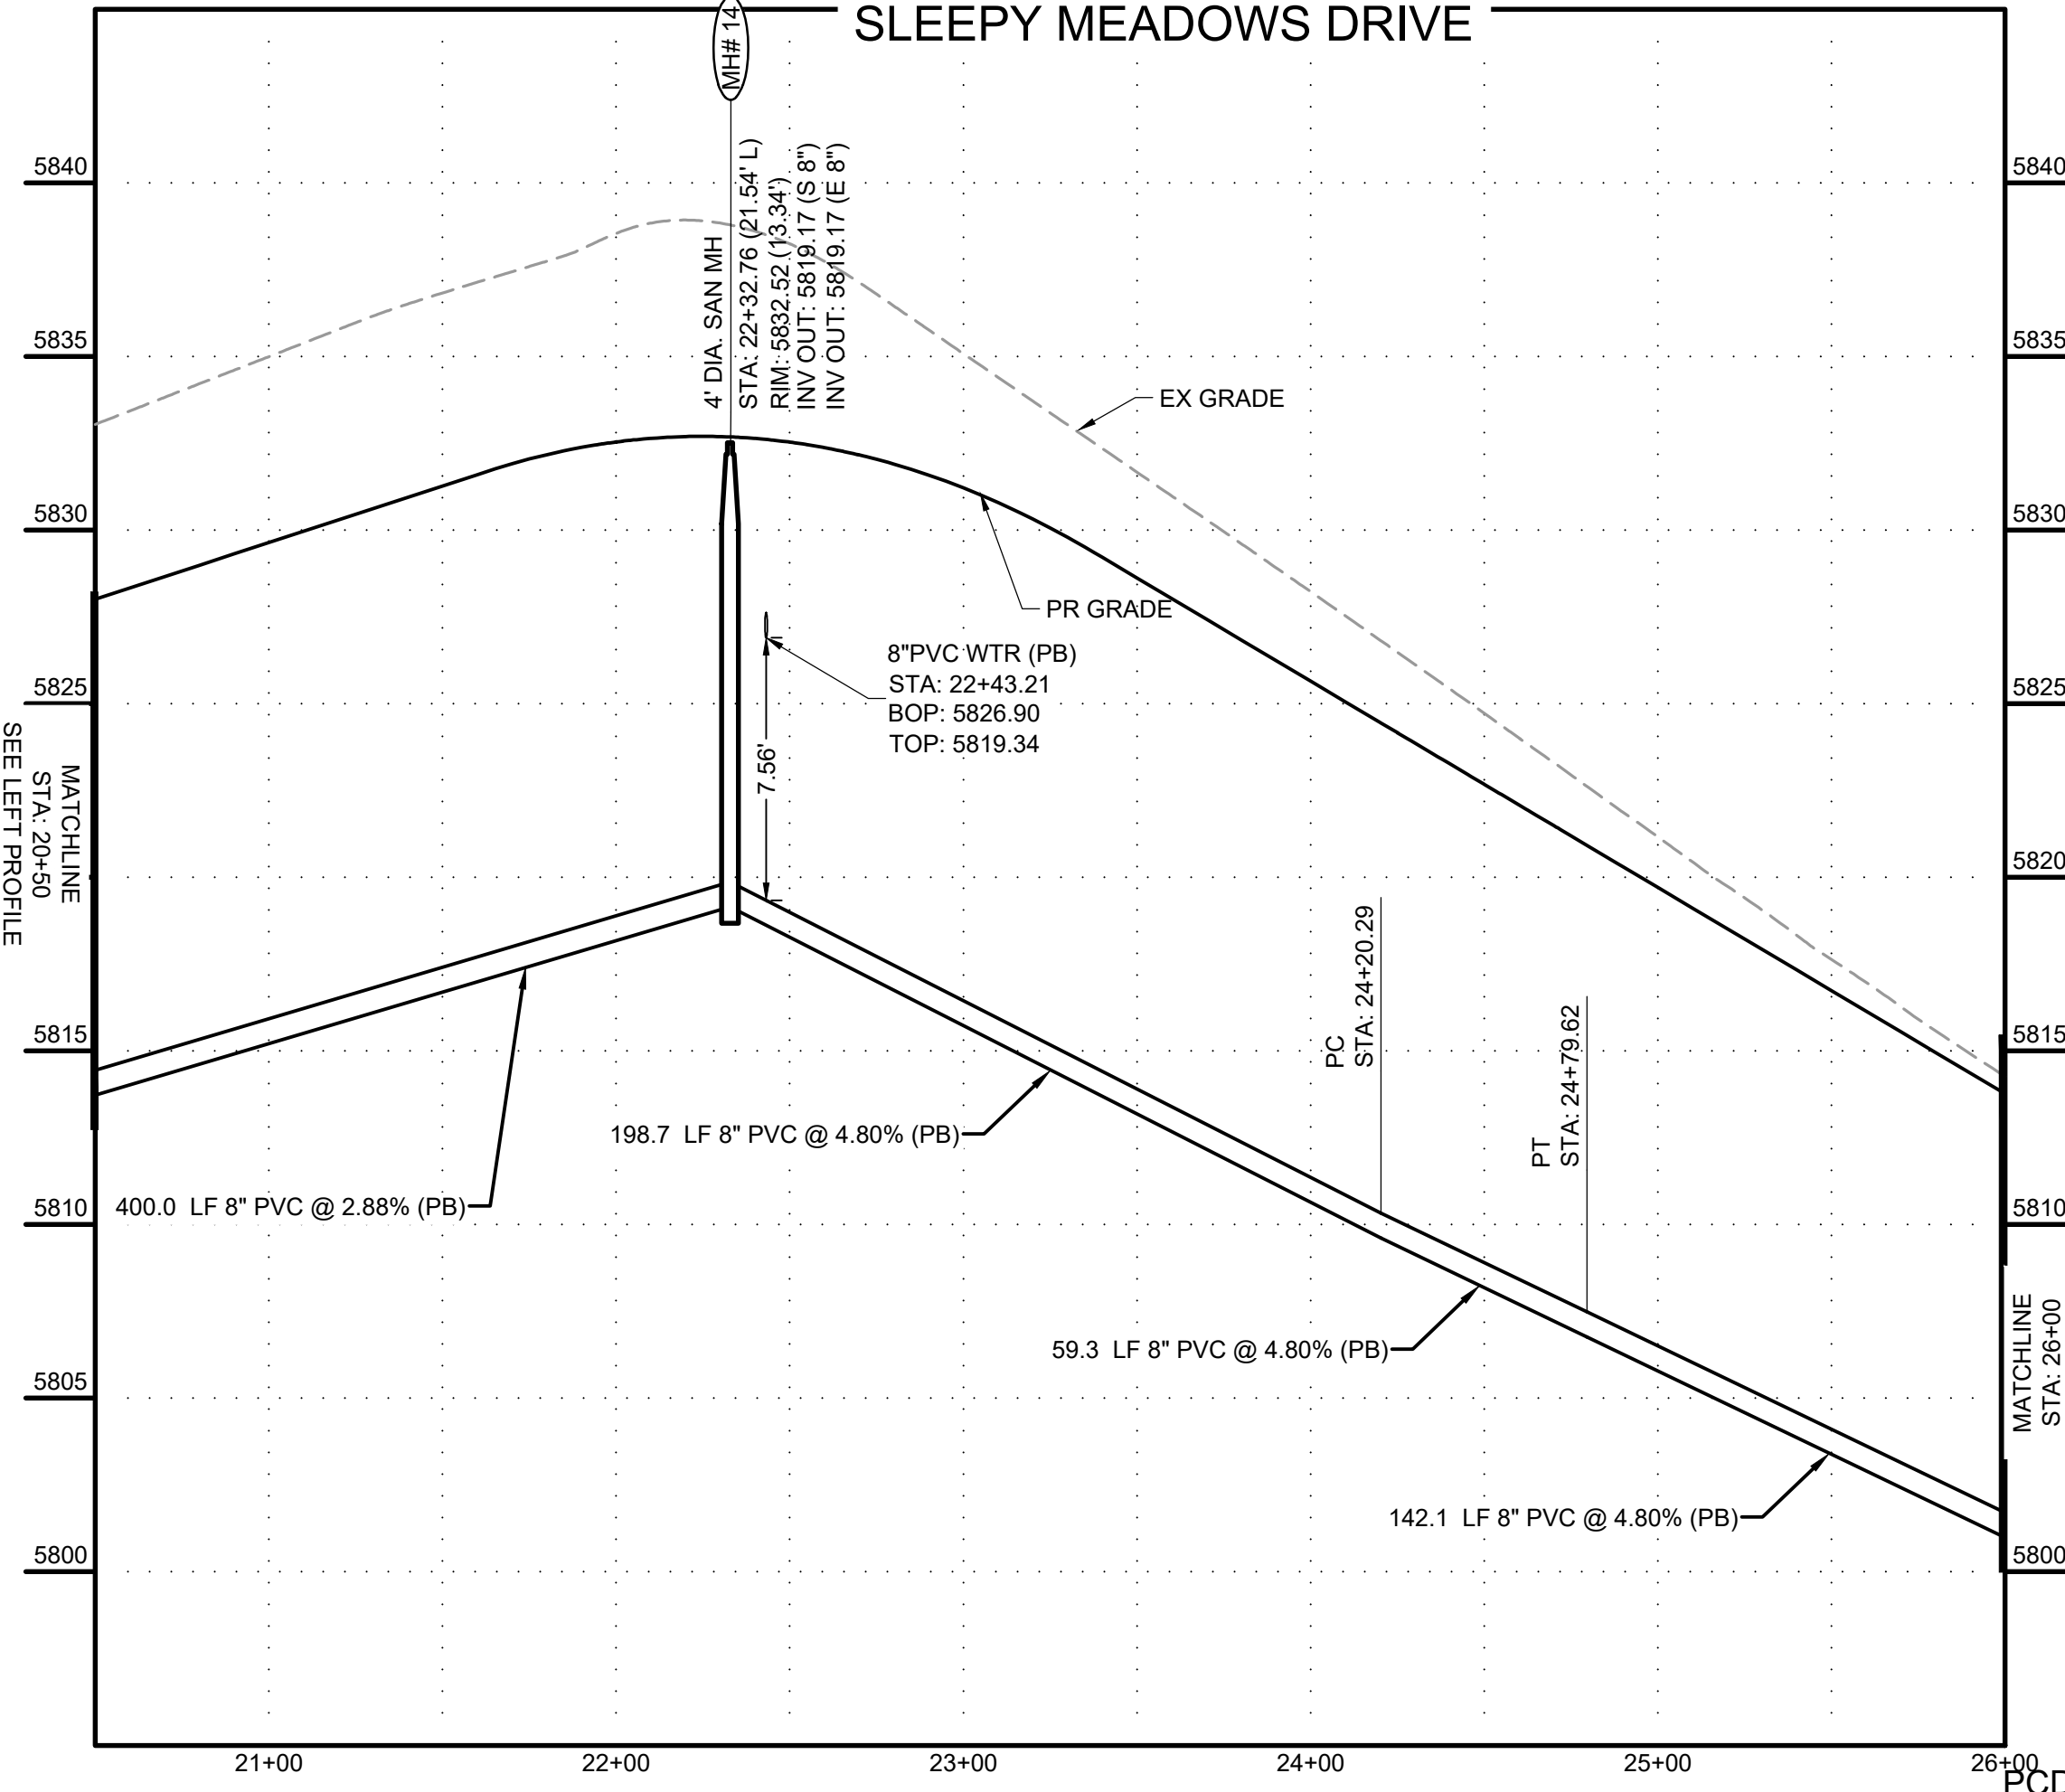 SLEEPY MEADOWS DRIVE
MH# 14
4' DIA. SAN MH
STA: 22+32.76 (21.54' L)
RIM: 5832.52 (13.34')
INV OUT: 5819.17 (S 8")
INV OUT: 5819.17 (E 8")
5840
5835
5830
5825
5820
5815
5810
5805
5800
5840
5835
5830
5825
5815
5810
5805
5800
EX GRADE
PR GRADE
8"PVC WTR (PB)
STA: 22+43.21
BOP: 5826.90
TOP: 5819.34
7.56'
MATCHLINE
STA: 20+50
SEE LEFT PROFILE
PC
STA: 24+20.29
PT
STA: 24+79.62
198.7 LF 8" PVC @ 4.80% (PB)
400.0 LF 8" PVC @ 2.88% (PB)
59.3 LF 8" PVC @ 4.80% (PB)
142.1 LF 8" PVC @ 4.80% (PB)
MATCHLINE
STA: 26+00
21+00
22+00
23+00
24+00
25+00
26+00